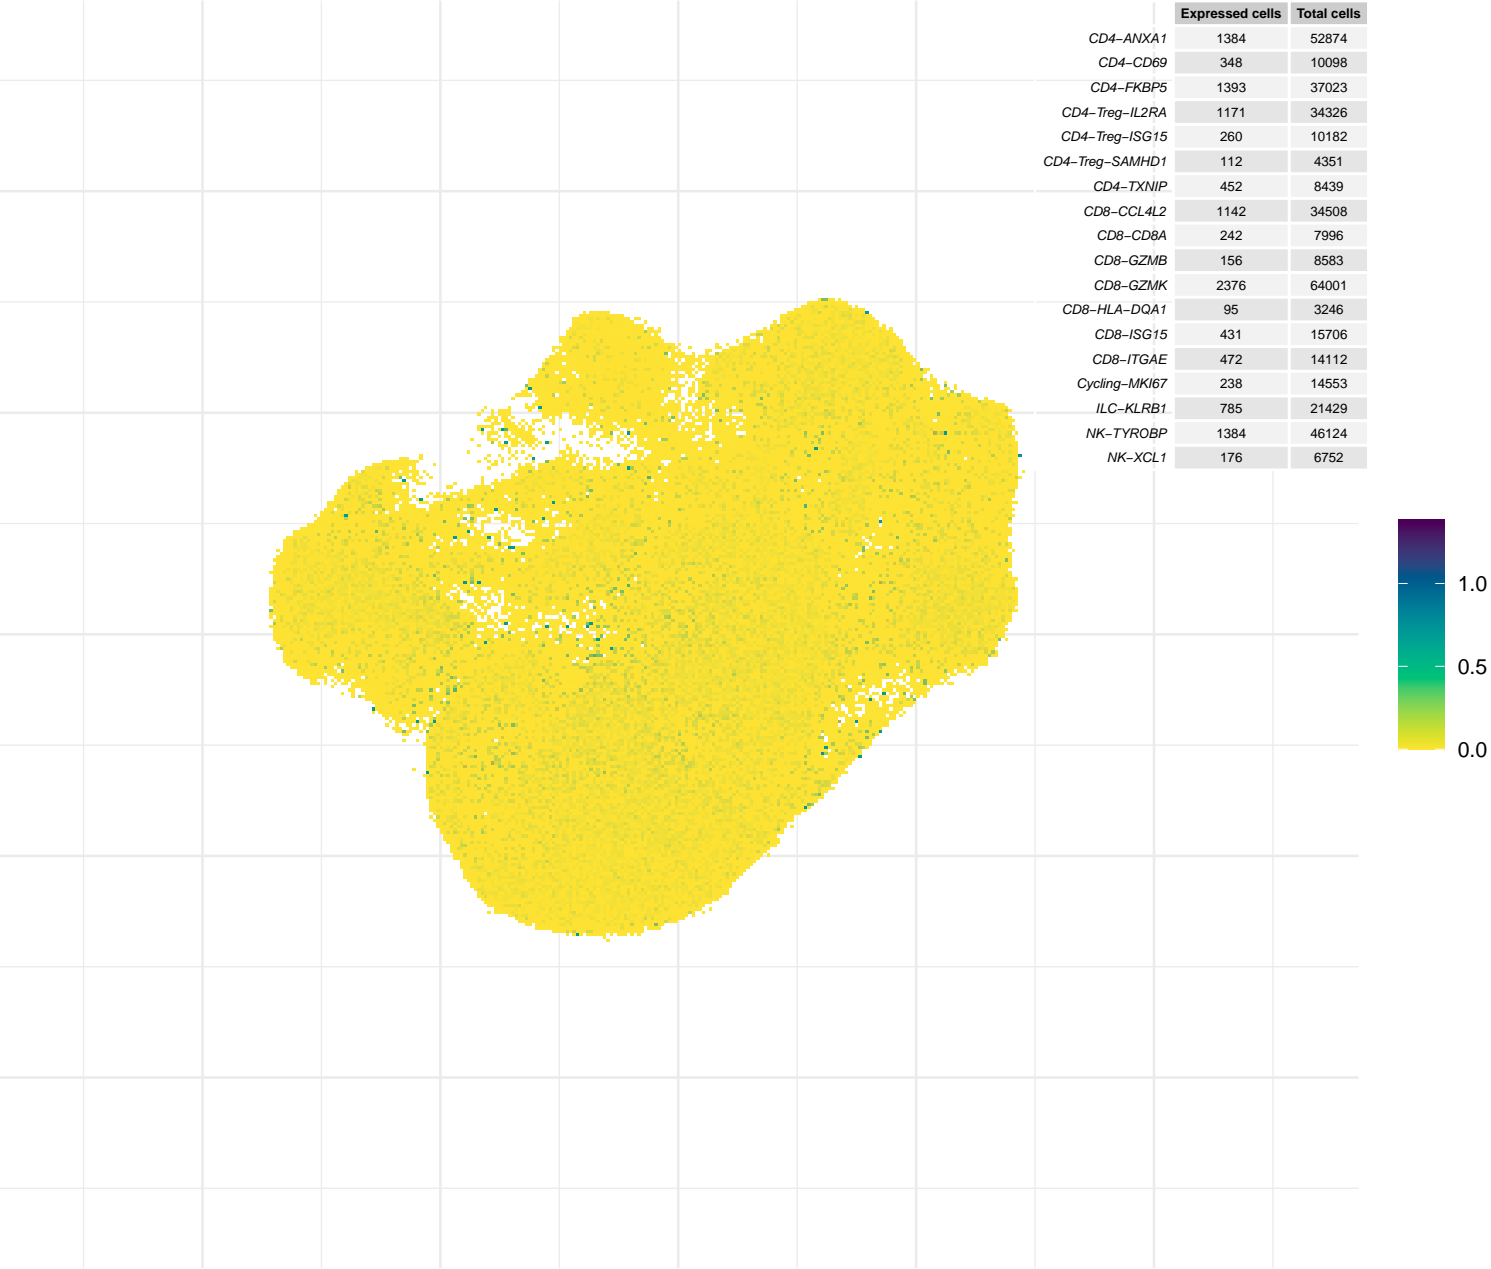 Expressed cells Total cells
CD4−ANXA1 1384 52874
CD4−CD69 348 10098
CD4−FKBP5 1393 37023
CD4−Treg−IL2RA 1171 34326
CD4−Treg−ISG15 260 10182
CD4−Treg−SAMHD1 112 4351
CD4−TXNIP 452 8439
CD8−CCL4L2 1142 34508
CD8−CD8A 242 7996
CD8−GZMB 156 8583
CD8−GZMK 2376 64001
CD8−HLA−DQA1 95 3246
CD8−ISG15 431 15706
CD8−ITGAE 472 14112
Cycling−MKI67 238 14553
ILC−KLRB1 785 21429
NK−TYROBP 1384 46124
NK−XCL1 176 6752
1.0
0.5
0.0